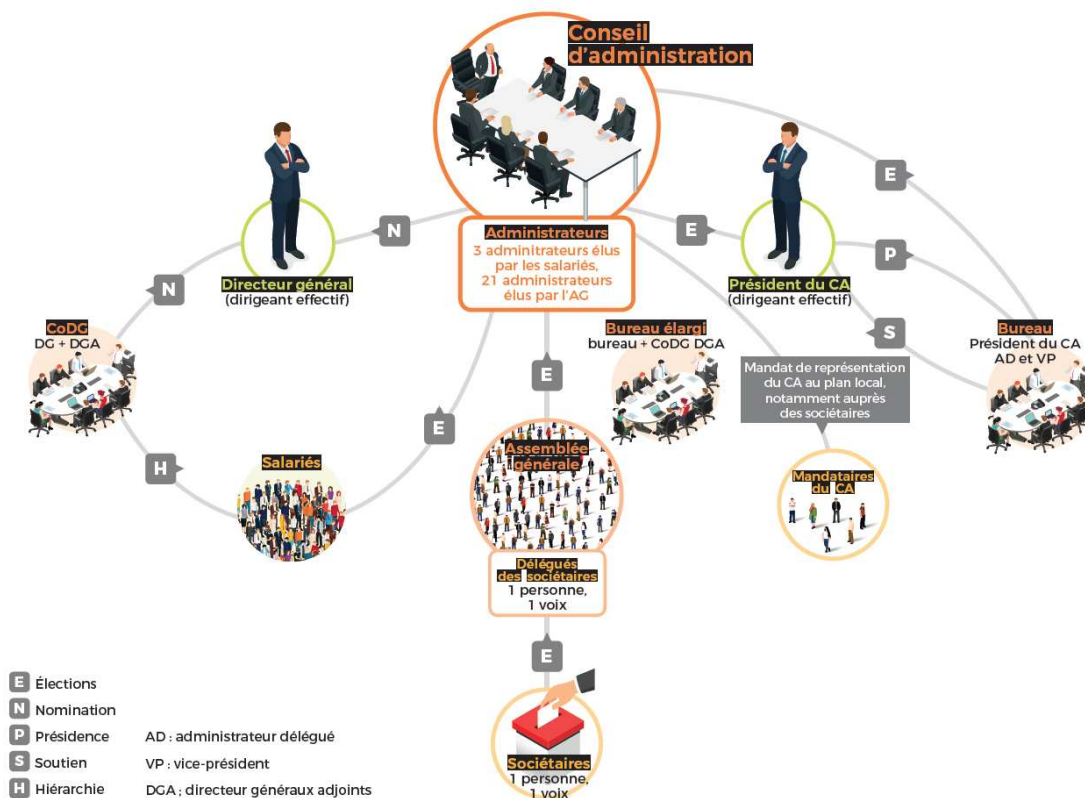 Conseil
d'administration
E
N
E
P
Administrateurs
3 adminitrateurs élus
par les salariés,
21 administrateurs
élus par l'AG
Directeur général
(dirigeant effectif)
Président du CA
(dirigeant effectif)
N
S
CoDG
DG + DGA
Bureau élargi
bureau + CoDG DGA
Bureau
Président du CA
AD et VP
Mandat de représentation
du CA au plan local,
notamment auprès
des sociétaires
E
E
H
Salariés
Assemblée
générale
Mandataires
du CA
Délégués
des sociétaires
1 personne,
1 voix
E
Sociétaires
1 personne,
1 voix
E Élections
N Nomination
P Présidence
S Soutien
H Hiérarchie
AD : administrateur délégué
VP : vice-président
DGA ; directeur généraux adjoints